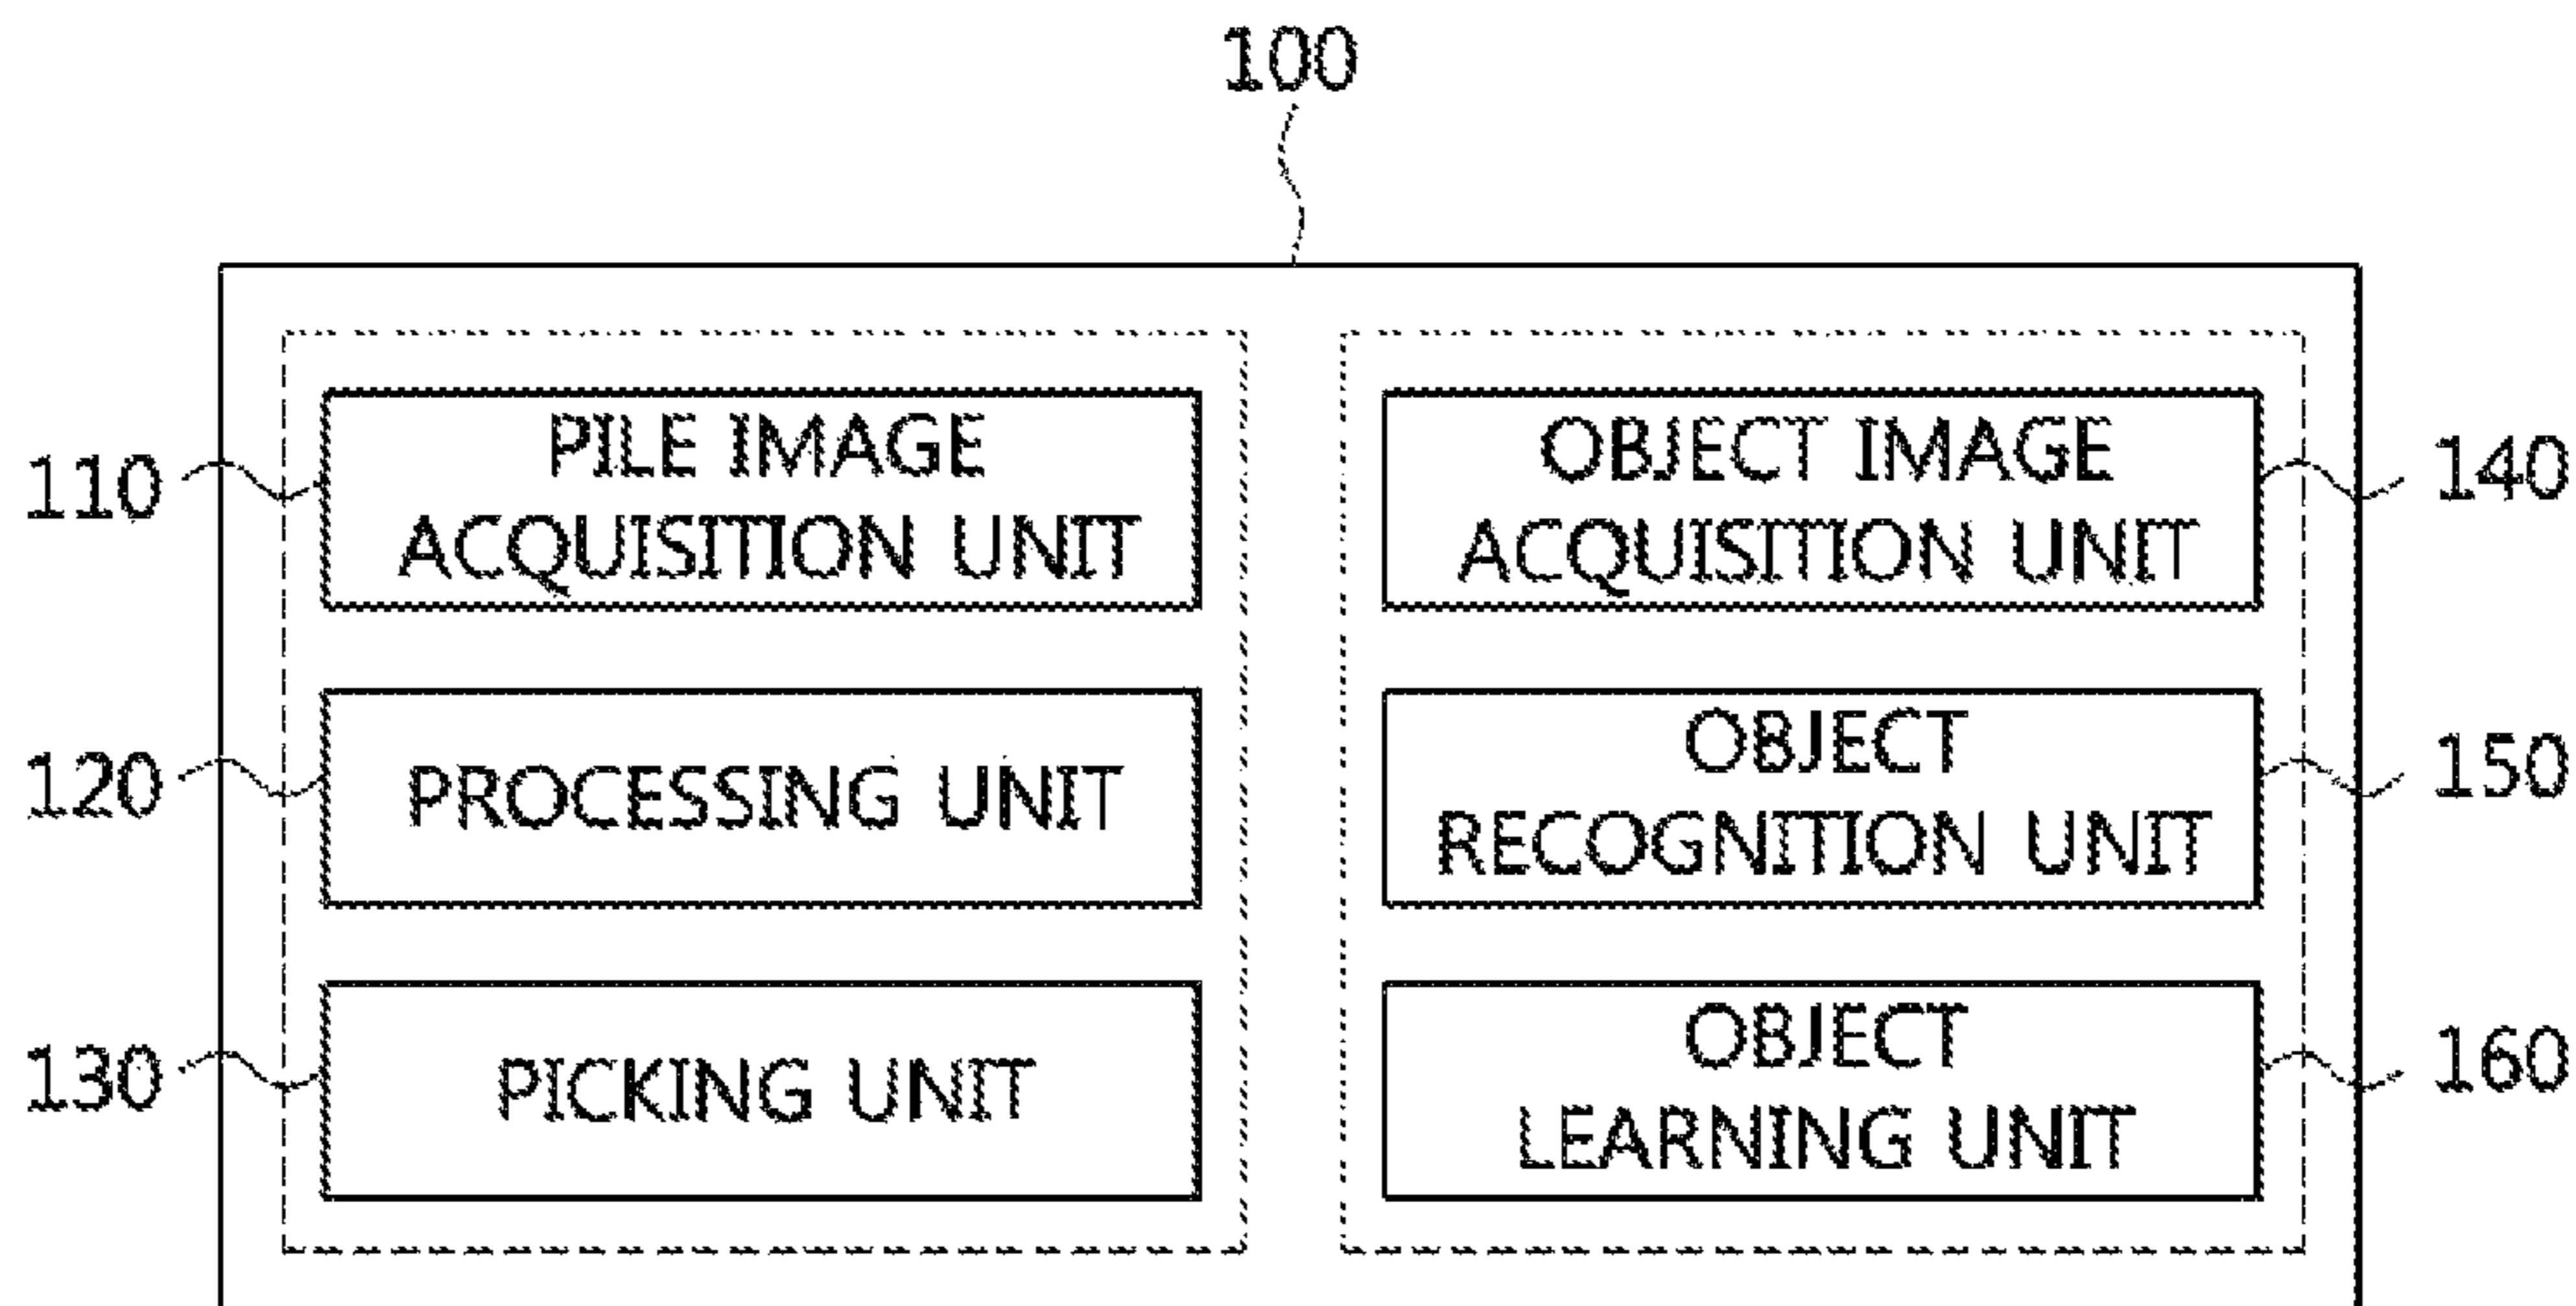 100
110
PILE IMAGE
ACQUISITION UNIT
120
PROCESSING UNIT
130
PICKING UNIT
OBJECT IMAGE
ACQUISITION UNIT
140
OBJECT
RECOGNITION UNIT
150
OBJECT
LEARNING UNIT
160